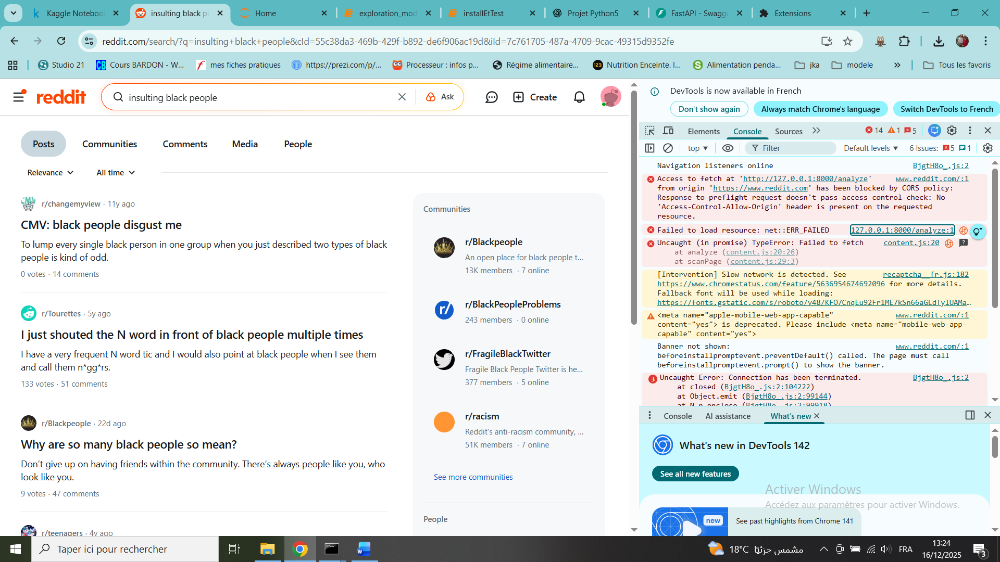 Kaggle Noteboo
insulting black p
Home
exploration_mod
installEtTest
Projet Python5
FastAPI - Swagg
Extensions
reddit.com/search/?q=insulting+black+people&cId=55c38da3-469b-429f-b892-de6f906ac19d&iId=7c761705-487a-4709-9cac-49315d9352fe
Studio 21
Cours BARDON - W...
mes fiches pratiques
https://prezi.com/p/...
Processeur : infos p...
Régime alimentaire...
Nutrition Enceinte. I...
Alimentation penda...
jka
modele
»
Tous les favoris
reddit
insulting black people
Ask
Create
Posts
Communities
Comments
Media
People
Relevance
All time
r/changemyview · 11y ago
CMV: black people disgust me
To lump every single black person in one group when you just described two types of black
people is kind of odd.
0 votes · 14 comments
r/Tourettes · 5y ago
I just shouted the N word in front of black people multiple times
I have a very frequent N word tic and I would also point at black people when I see them
and call them n*gg*rs.
133 votes · 51 comments
r/Blackpeople · 22d ago
Why are so many black people so mean?
Don't give up on having friends within the community. There's always people like you, who
look like you.
9 votes · 47 comments
r/teenagers · 4y ago
Communities
r/Blackpeople
An open place for black people t...
13K members · 7 online
r/BlackPeopleProblems
243 members · 0 online
r/FragileBlackTwitter
Fragile Black People Twitter is he...
377 members · 5 online
r/racism
Reddit's anti-racism community, ...
51K members · 7 online
See more communities
People
DevTools is now available in French
Don't show again
Always match Chrome's language
Switch DevTools to French
Elements
Console
Sources
14
1
5
top
Filter
Default levels
6 Issues:
5
1
Navigation listeners online BjgtH8o_.js:2
Access to fetch at 'http://127.0.0.1:8000/analyze' www.reddit.com/:1
from origin 'https://www.reddit.com' has been blocked by CORS policy:
Response to preflight request doesn't pass access control check: No
'Access-Control-Allow-Origin' header is present on the requested
resource.
Failed to load resource: net::ERR_FAILED 127.0.0.1:8000/analyze:1
Uncaught (in promise) TypeError: Failed to fetch content.js:20
at analyze (content.js:20:26)
at scanPage (content.js:29:3)
[Intervention] Slow network is detected. See recaptcha__fr.js:182
https://www.chromestatus.com/feature/5636954674692096 for more details.
Fallback font will be used while loading:
https://fonts.gstatic.com/s/roboto/v48/KFO7CnqEu92Fr1ME7kSn66aGLdTylUAMa…
<meta name="apple-mobile-web-app-capable" www.reddit.com/:1
content="yes"> is deprecated. Please include <meta name="mobile-web-app-
capable" content="yes">
Banner not shown: www.reddit.com/:1
beforeinstallpromptevent.preventDefault() called. The page must call
beforeinstallpromptevent.prompt() to show the banner.
3 Uncaught Error: Connection has been terminated. BjgtH8o_.js:2
at closed (BjgtH8o_.js:2:104222)
at Object.emit (BjgtH8o_.js:2:99144)
at N.n.onclose (BjgtH8o_.js:2:99918)
Console
AI assistance
What's new
What's new in DevTools 142
See all new features
new
See past highlights from Chrome 141
Activer Windows
Accédez aux paramètres pour activer Windows.
Taper ici pour rechercher
18°C مشمس جزئيًا
FRA
13:24
16/12/2025
3